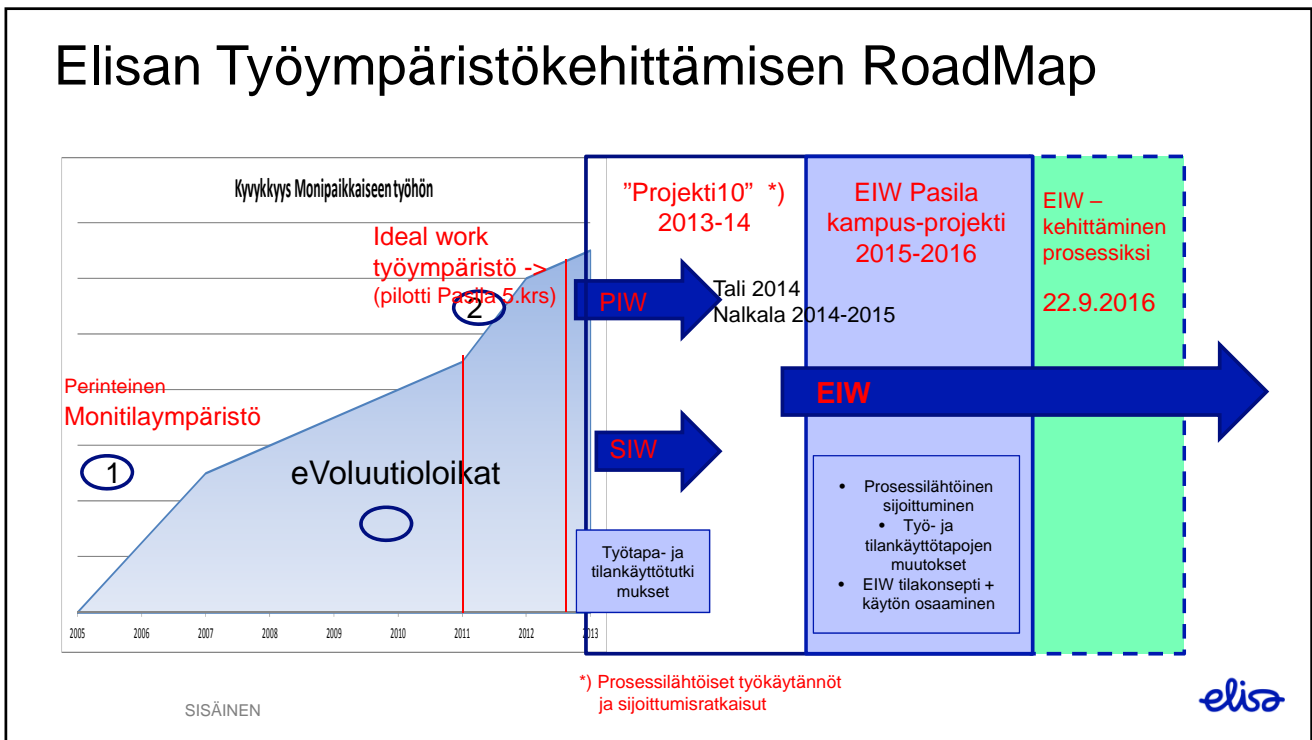 Elisan Työympäristökehittämisen RoadMap
Kyvykkyys Monipaikkaiseen työhön
Ideal work
työympäristö ->
(pilotti Pasila 5.krs)
2
Perinteinen
Monitilaympäristö
1
eVoluutioloikat
2005 2006 2007 2008 2009 2010 2011 2012 2013
”Projekti10” *)
2013-14
PIW
Tali 2014
Nalkala 2014-2015
SIW
Työtapa- ja
tilankäyttötutki
mukset
EIW Pasila
kampus-projekti
2015-2016
EIW
• Prosessilähtöinen
sijoittuminen
• Työ- ja
tilankäyttötapojen
muutokset
• EIW tilakonsepti +
käytön osaaminen
EIW –
kehittäminen
prosessiksi
22.9.2016
*) Prosessilähtöiset työkäytännöt
ja sijoittumisratkaisut
SISÄINEN
elisa